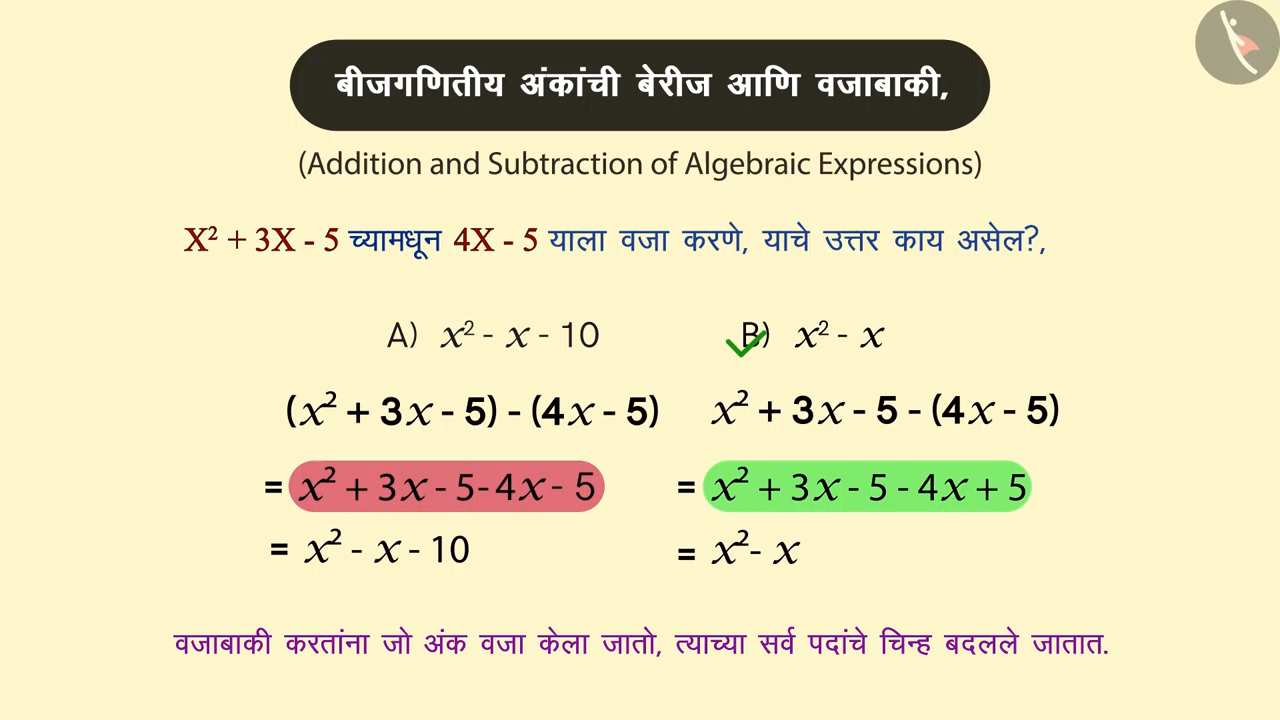 बीजगणितीय अंकांची बेरीज आणि वजाबाकी,
(Addition and Subtraction of Algebraic Expressions)
X² + 3X - 5 च्यामधून 4X - 5 याला वजा करणे, याचे उत्तर काय असेल?,
A) x² - x - 10 B) x² - x
(x² + 3x - 5) - (4x - 5) x² + 3x - 5 - (4x - 5)
= x² + 3x - 5 - 4x - 5 = x² + 3x - 5 - 4x + 5
= x² - x - 10 = x² - x
वजाबाकी करतांना जो अंक वजा केला जातो, त्याच्या सर्व पदांचे चिन्ह बदलले जातात.